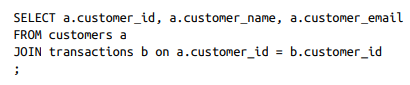 SELECT a.customer_id, a.customer_name, a.customer_email
FROM customers a
JOIN transactions b on a.customer_id = b.customer_id
;